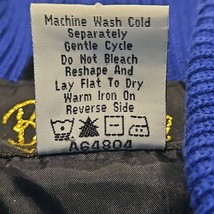 Machine Wash Cold
Separately
Gentle Cycle
Do Not Bleach
Reshape And
Lay Flat To Dry
Warm Iron On
Reverse Side
A64804